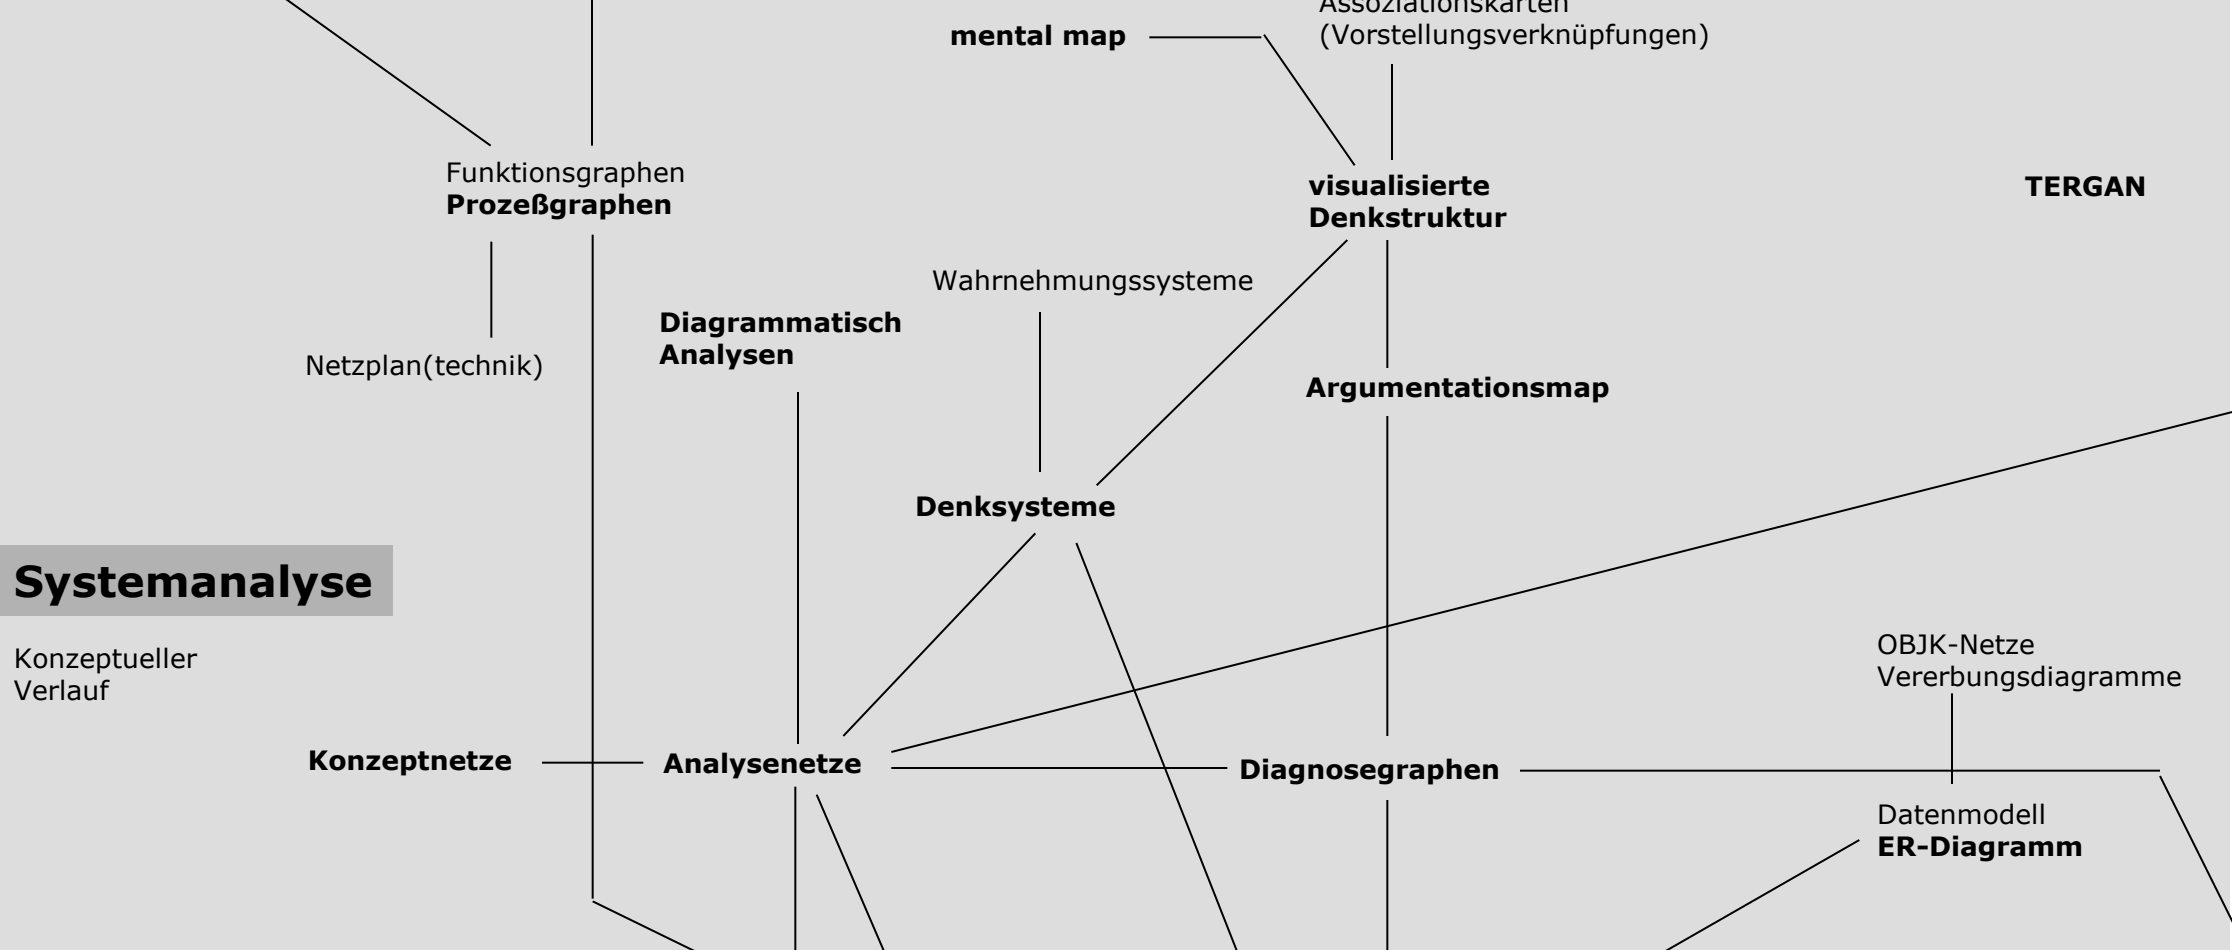 Assoziationskarten
mental map
(Vorstellungsverknüpfungen)
Funktionsgraphen
Prozeßgraphen
visualisierte
Denkstruktur
TERGAN
Wahrnehmungssysteme
Diagrammatisch
Analysen
Netzplan(technik)
Argumentationsmap
Denksysteme
Systemanalyse
Konzeptueller
Verlauf
OBJK-Netze
Vererbungsdiagramme
Konzeptnetze
Analysenetze
Diagnosegraphen
Datenmodell
ER-Diagramm